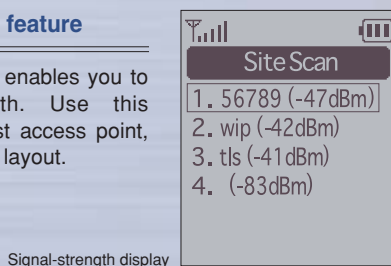 feature
enables you to
th. Use this
st access point,
layout.
Signal-strength display
Site Scan
1. 56789 (-47dBm)
2. wip (-42dBm)
3. tls (-41dBm)
4. (-83dBm)